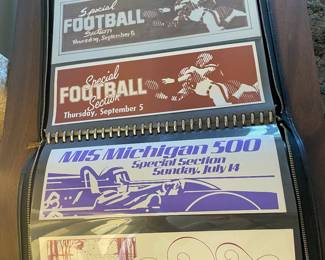 Special
FOOTBALL
Section
Thursday, September 6
Special
FOOTBALL
Section
Thursday, September 5
MIS Michigan 500
Special Section
Sunday, July 14